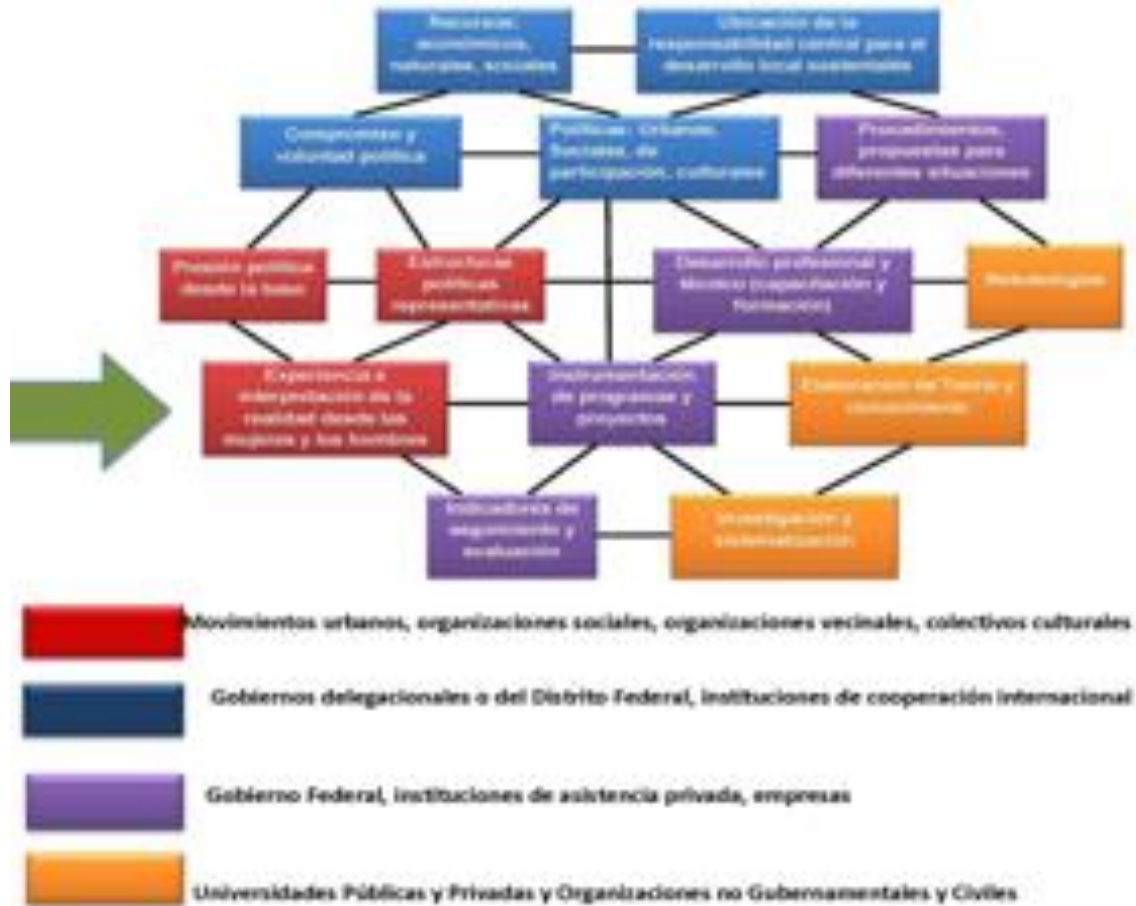 Recursos:
económicos,
naturales, sociales
Ubicación de la
responsabilidad central para el
desarrollo local sustentales
Compromiso y
voluntad política
Políticas: Urbanas,
Sociales, de
participación, culturales
Procedimientos,
propuestas para
diferentes situaciones
Presión política
desde la base
Estructuras
políticas
representativas
Desarrollo profesional y
técnico (capacitación y
formación)
Metodologías
Experiencia e
interpretación de la
realidad desde las
mujeres y los hombres
Instrumentación
de programas y
proyectos
Elaboración de Teoría y
conocimiento
Indicadores de
seguimiento y
evaluación
Investigación y
sistematización
Movimientos urbanos, organizaciones sociales, organizaciones vecinales, colectivos culturales
Gobiernos delegacionales o del Distrito Federal, instituciones de cooperación internacional
Gobierno Federal, instituciones de asistencia privada, empresas
Universidades Públicas y Privadas y Organizaciones no Gubernamentales y Civiles